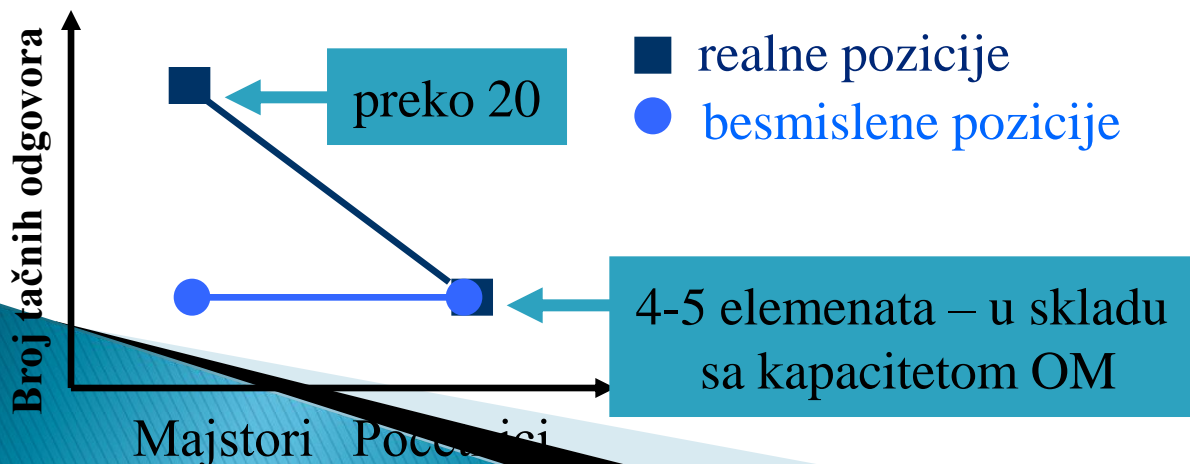 Broj tačnih odgovora
preko 20
realne pozicije
besmislene pozicije
4-5 elemenata – u skladu
sa kapacitetom OM
Majstori